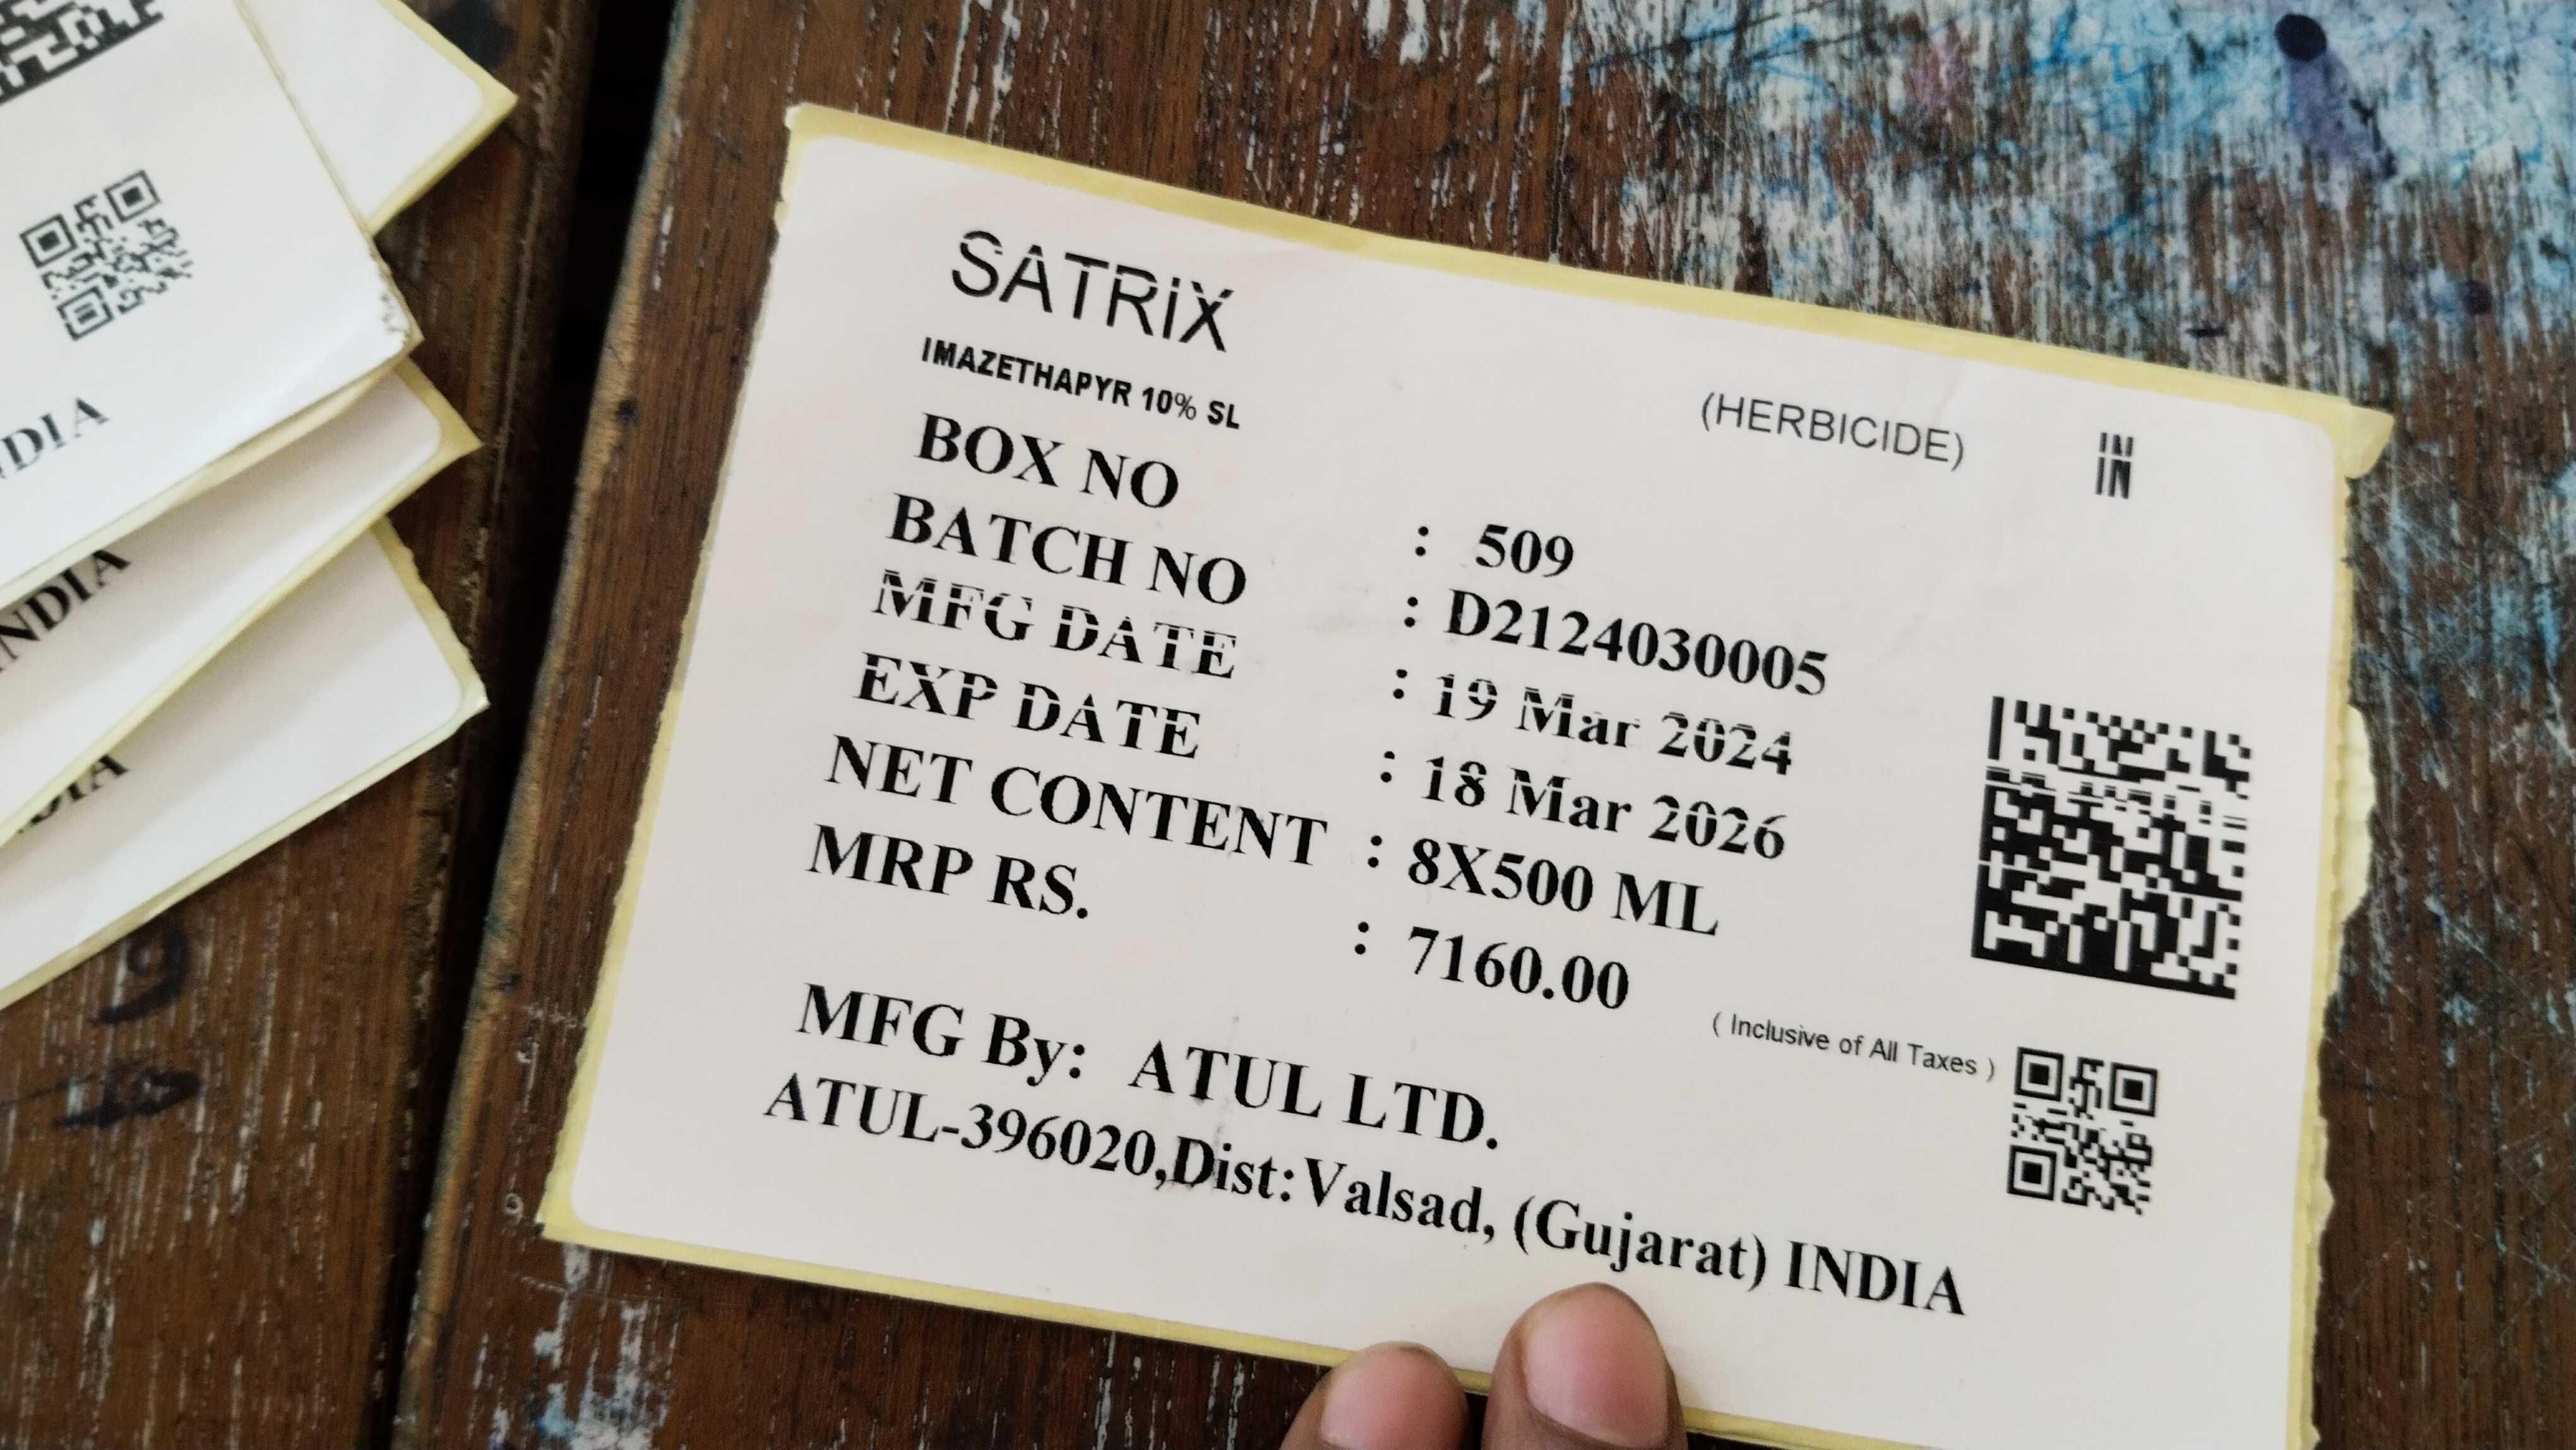 SATRiX
IMAZETHAPYR 10% SL
(HERBICIDE)
IN
BOX NO : 509
BATCH NO : D2124030005
MFG DATE : 19 Mar 2024
EXP DATE : 18 Mar 2026
NET CONTENT : 8X500 ML
MRP RS. : 7160.00
( Inclusive of All Taxes )
MFG By: ATUL LTD.
ATUL-396020,Dist:Valsad, (Gujarat) INDIA